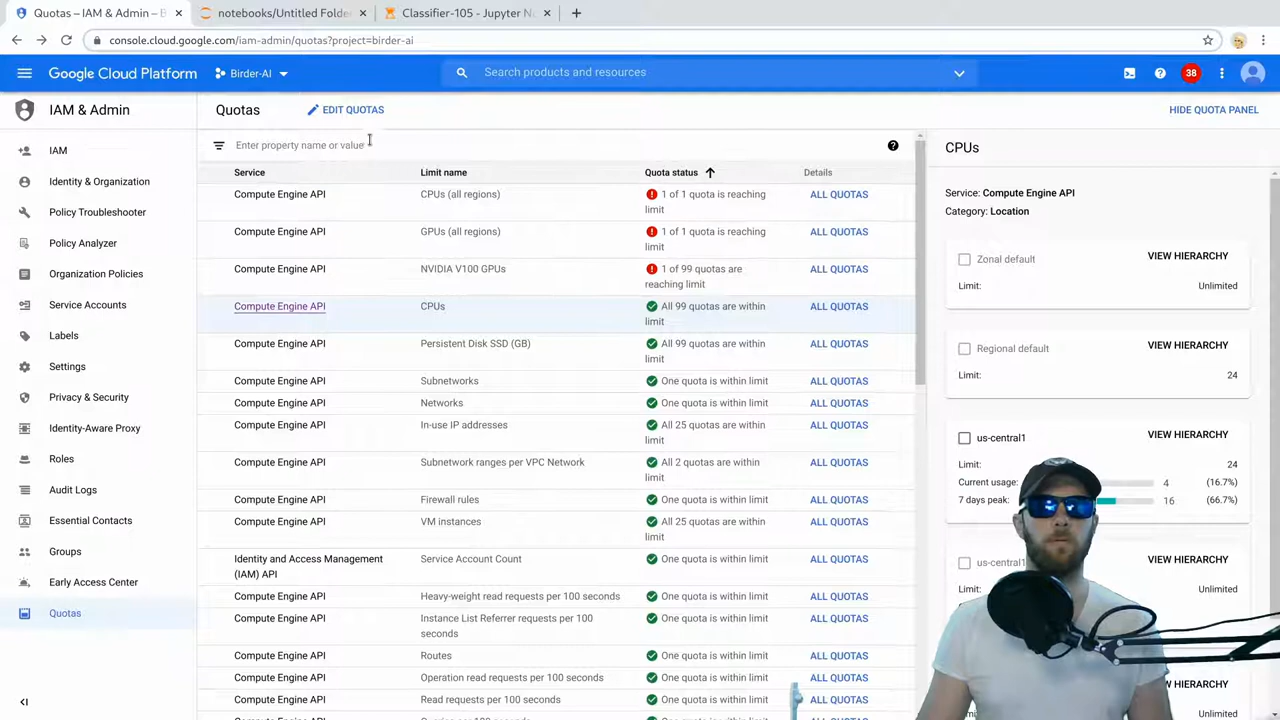 Quotas – IAM & Admin – B
notebooks/Untitled Folde
Classifier-105 - Jupyter N
console.cloud.google.com/iam-admin/quotas?project=birder-ai
Google Cloud Platform
Birder-AI
Search products and resources
38
IAM & Admin
Quotas
EDIT QUOTAS
HIDE QUOTA PANEL
IAM
Identity & Organization
Policy Troubleshooter
Policy Analyzer
Organization Policies
Service Accounts
Labels
Settings
Privacy & Security
Identity-Aware Proxy
Roles
Audit Logs
Essential Contacts
Groups
Early Access Center
Quotas
Enter property name or value
Service Limit name Quota status Details
Compute Engine API CPUs (all regions) 1 of 1 quota is reaching ALL QUOTAS
limit
Compute Engine API GPUs (all regions) 1 of 1 quota is reaching ALL QUOTAS
limit
Compute Engine API NVIDIA V100 GPUs 1 of 99 quotas are ALL QUOTAS
reaching limit
Compute Engine API CPUs All 99 quotas are within ALL QUOTAS
limit
Compute Engine API Persistent Disk SSD (GB) All 99 quotas are within ALL QUOTAS
limit
Compute Engine API Subnetworks One quota is within limit ALL QUOTAS
Compute Engine API Networks One quota is within limit ALL QUOTAS
Compute Engine API In-use IP addresses All 25 quotas are within ALL QUOTAS
limit
Compute Engine API Subnetwork ranges per VPC Network All 2 quotas are within ALL QUOTAS
limit
Compute Engine API Firewall rules One quota is within limit ALL QUOTAS
Compute Engine API VM instances All 25 quotas are within ALL QUOTAS
limit
Identity and Access Management Service Account Count One quota is within limit ALL QUOTAS
(IAM) API
Compute Engine API Heavy-weight read requests per 100 seconds One quota is within limit ALL QUOTAS
Compute Engine API Instance List Referrer requests per 100 One quota is within limit ALL QUOTAS
seconds
Compute Engine API Routes One quota is within limit ALL QUOTAS
Compute Engine API Operation read requests per 100 seconds One quota is within limit ALL QUOTAS
Compute Engine API Read requests per 100 seconds One quota is within limit ALL QUOTAS
CPUs
Service: Compute Engine API
Category: Location
Zonal default VIEW HIERARCHY
Limit: Unlimited
Regional default VIEW HIERARCHY
Limit: 24
us-central1 VIEW HIERARCHY
Limit: 24
Current usage: 4 (16.7%)
7 days peak: 16 (66.7%)
us-central1 VIEW HIERARCHY
Limit: Unlimited
HIERARCHY